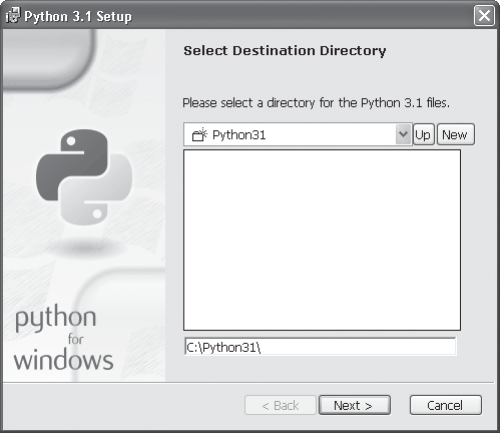 Python 3.1 Setup
Select Destination Directory
Please select a directory for the Python 3.1 files.
Python31
Up
New
C:\Python31\
python
for
windows
< Back
Next >
Cancel